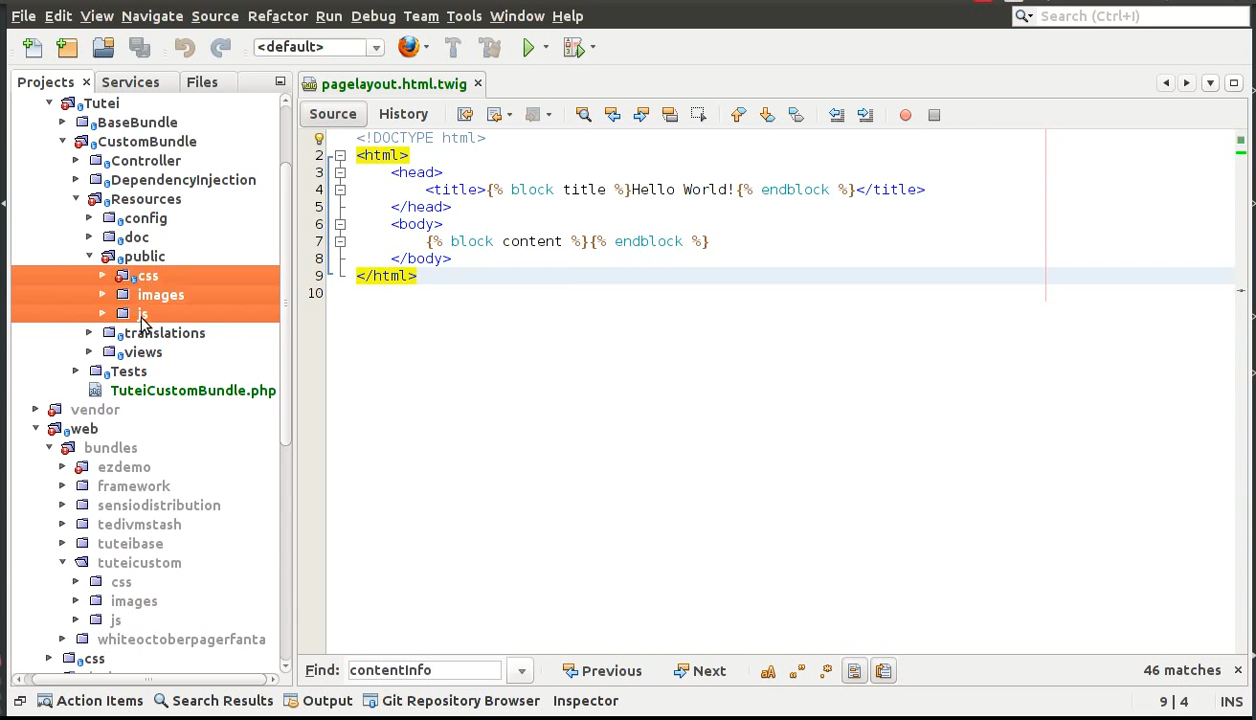 File Edit View Navigate Source Refactor Run Debug Team Tools Window Help
Search (Ctrl+I)
<default>
Projects Services Files
pagelayout.html.twig
Source History
Tutei
BaseBundle
CustomBundle
Controller
DependencyInjection
Resources
config
doc
public
css
images
js
translations
views
Tests
TuteiCustomBundle.php
vendor
web
bundles
ezdemo
framework
sensiodistribution
tedivmstash
tuteibase
tuteicustom
css
images
js
whiteoctoberpagerfanta
css
<!DOCTYPE html>
2 <html>
3 <head>
4 <title>{% block title %}Hello World!{% endblock %}</title>
5 </head>
6 <body>
7 {% block content %}{% endblock %}
8 </body>
9 </html>
10
Find: contentInfo Previous Next 46 matches
Action Items Search Results Output Git Repository Browser Inspector 9 | 4 INS